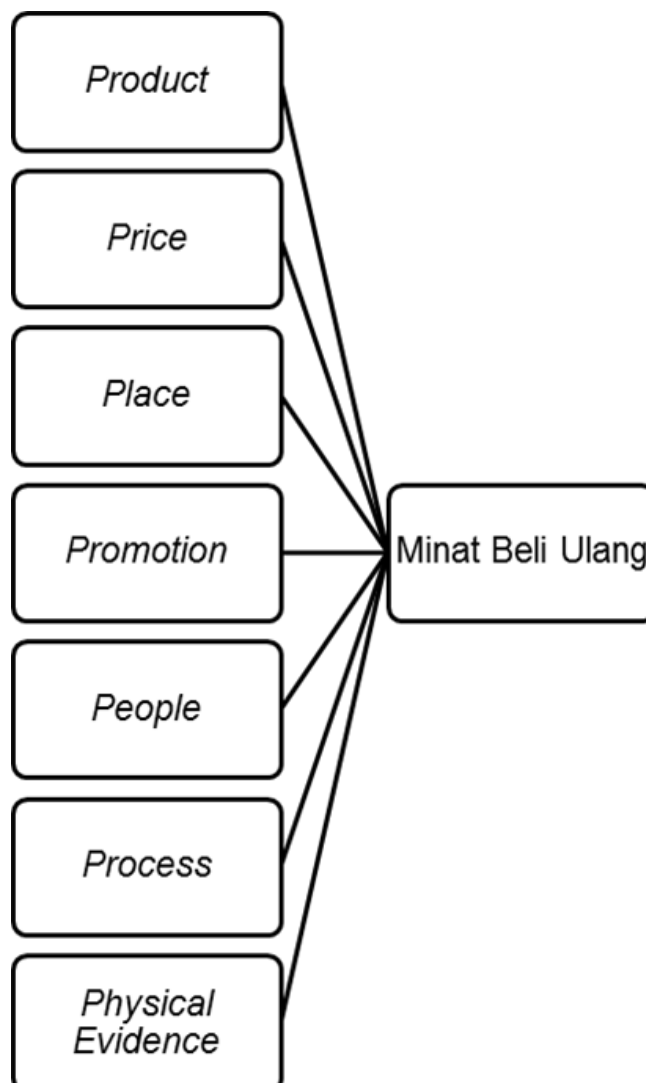 Product
Price
Place
Promotion
Minat Beli Ulang
People
Process
Physical
Evidence